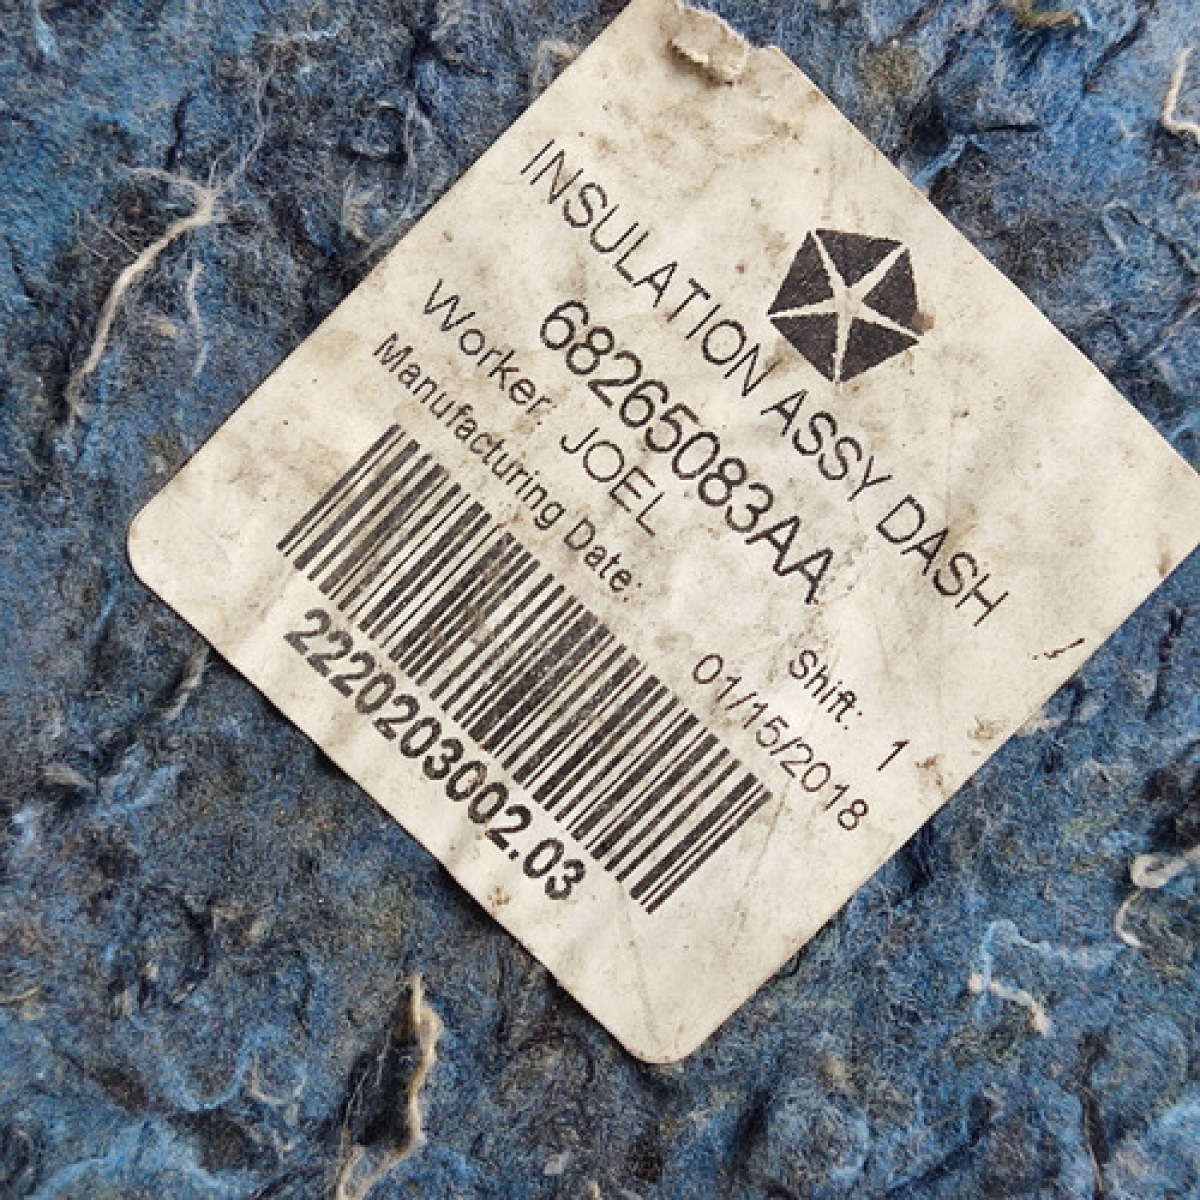 INSULATION ASSY DASH
68265083AA
Worker: JOEL Shift: 1
Manufacturing Date: 01/15/2018
2220203002.03